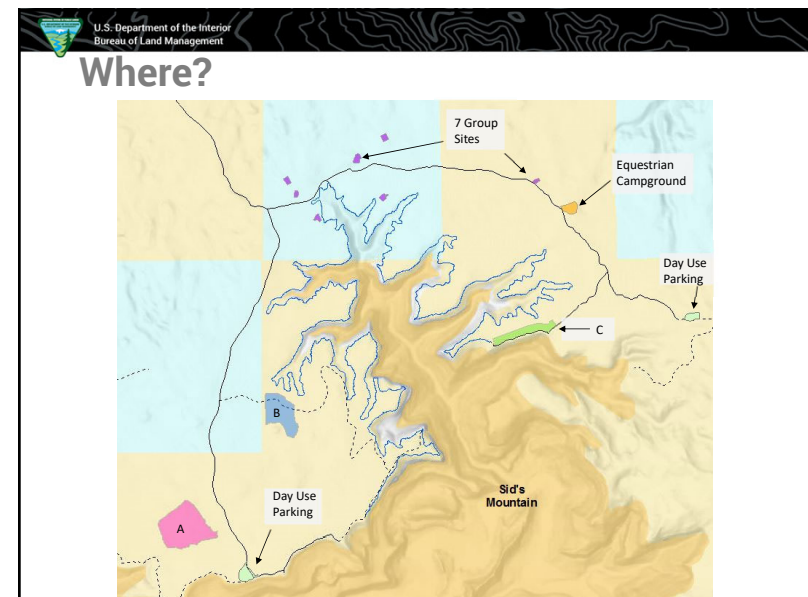 U.S. Department of the Interior
Bureau of Land Management
Where?
7 Group
Sites
Equestrian
Campground
Day Use
Parking
C
B
Sid's
Mountain
Day Use
Parking
A